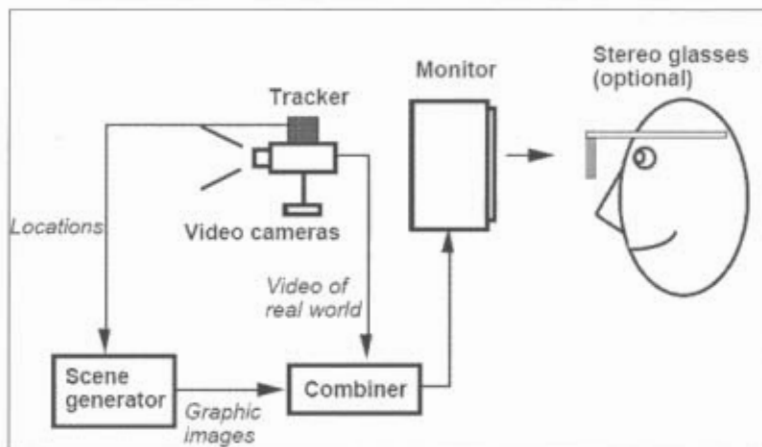 Stereo glasses
(optional)
Monitor
Tracker
Locations
Video cameras
Video of
real world
Scene
generator
Graphic
images
Combiner